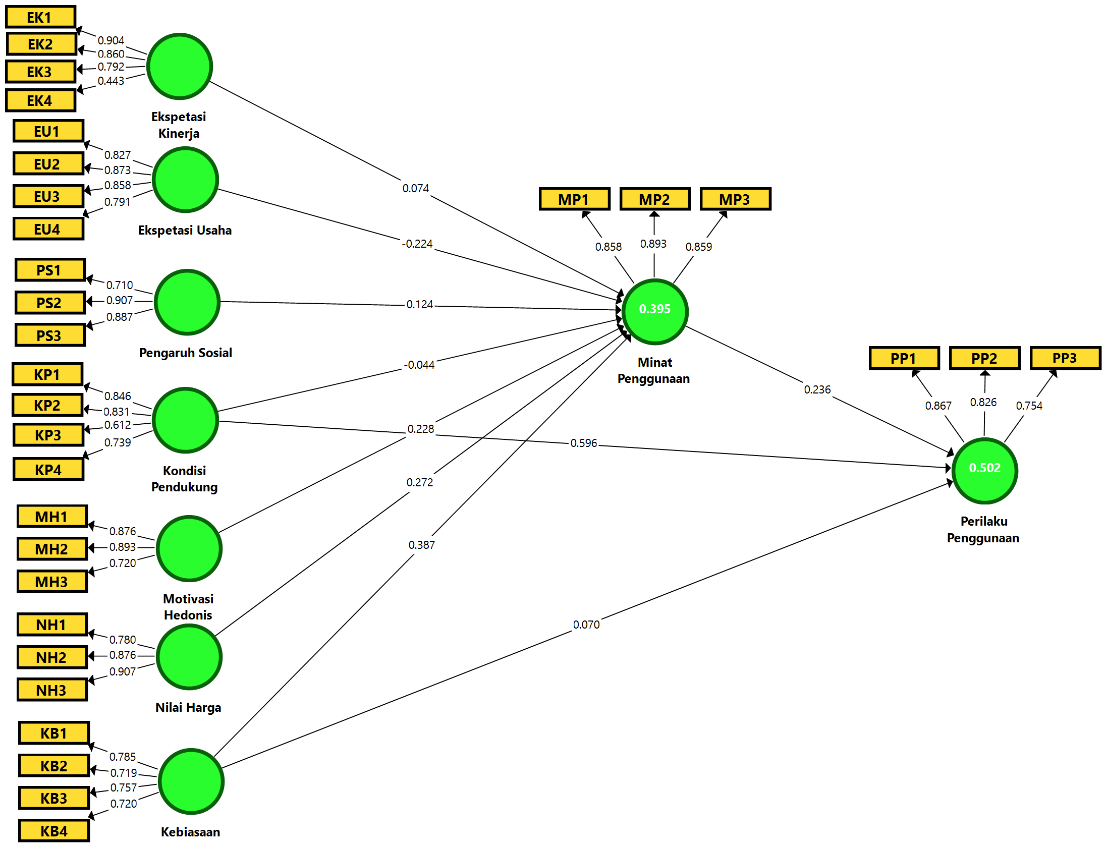 EK1
0.904
EK2
0.860
EK3
0.792
EK4
0.443
Ekspetasi
Kinerja
EU1
0.827
EU2
0.873
EU3
0.858
EU4
0.791
Ekspetasi Usaha
PS1
0.710
PS2
0.907
PS3
0.887
Pengaruh Sosial
KP1
0.846
KP2
0.831
KP3
0.612
KP4
0.739
Kondisi
Pendukung
MH1
0.876
MH2
0.893
MH3
0.720
Motivasi
Hedonis
NH1
0.780
NH2
0.876
NH3
0.907
Nilai Harga
KB1
0.785
KB2
0.719
KB3
0.757
KB4
0.720
Kebiasaan
0.074
-0.224
0.124
-0.044
0.228
0.272
0.387
0.596
0.070
MP1
MP2
MP3
0.858
0.893
0.859
0.395
Minat
Penggunaan
0.236
PP1
PP2
PP3
0.867
0.826
0.754
0.502
Perilaku
Penggunaan